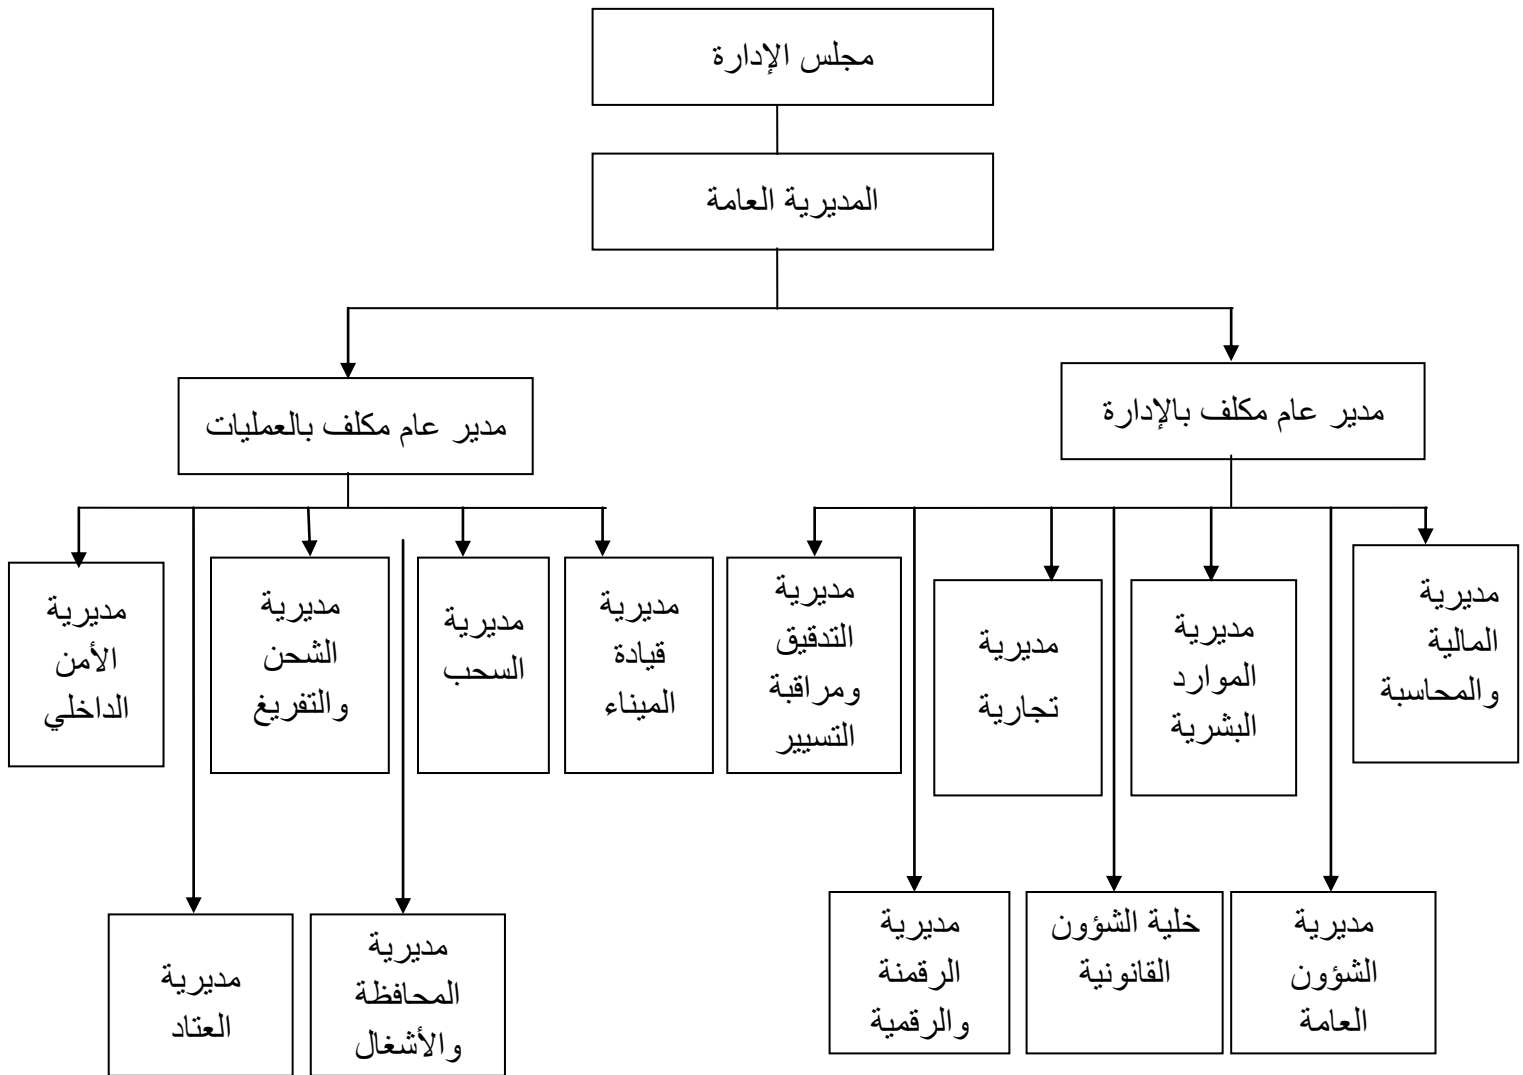 مجلس الإدارة
المديرية العامة
مدير عام مكلف بالإدارة
مدير عام مكلف بالعمليات
مديرية
المالية
والمحاسبة
مديرية
الموارد
البشرية
مديرية
تجارية
مديرية
التدقيق
ومراقبة
التسيير
مديرية
قيادة
الميناء
مديرية
السحب
مديرية
الشحن
والتفريغ
مديرية
الأمن
الداخلي
مديرية
الشؤون
العامة
خلية الشؤون
القانونية
مديرية
الرقمنة
والرقمية
مديرية
المحافظة
والأشغال
مديرية
العتاد